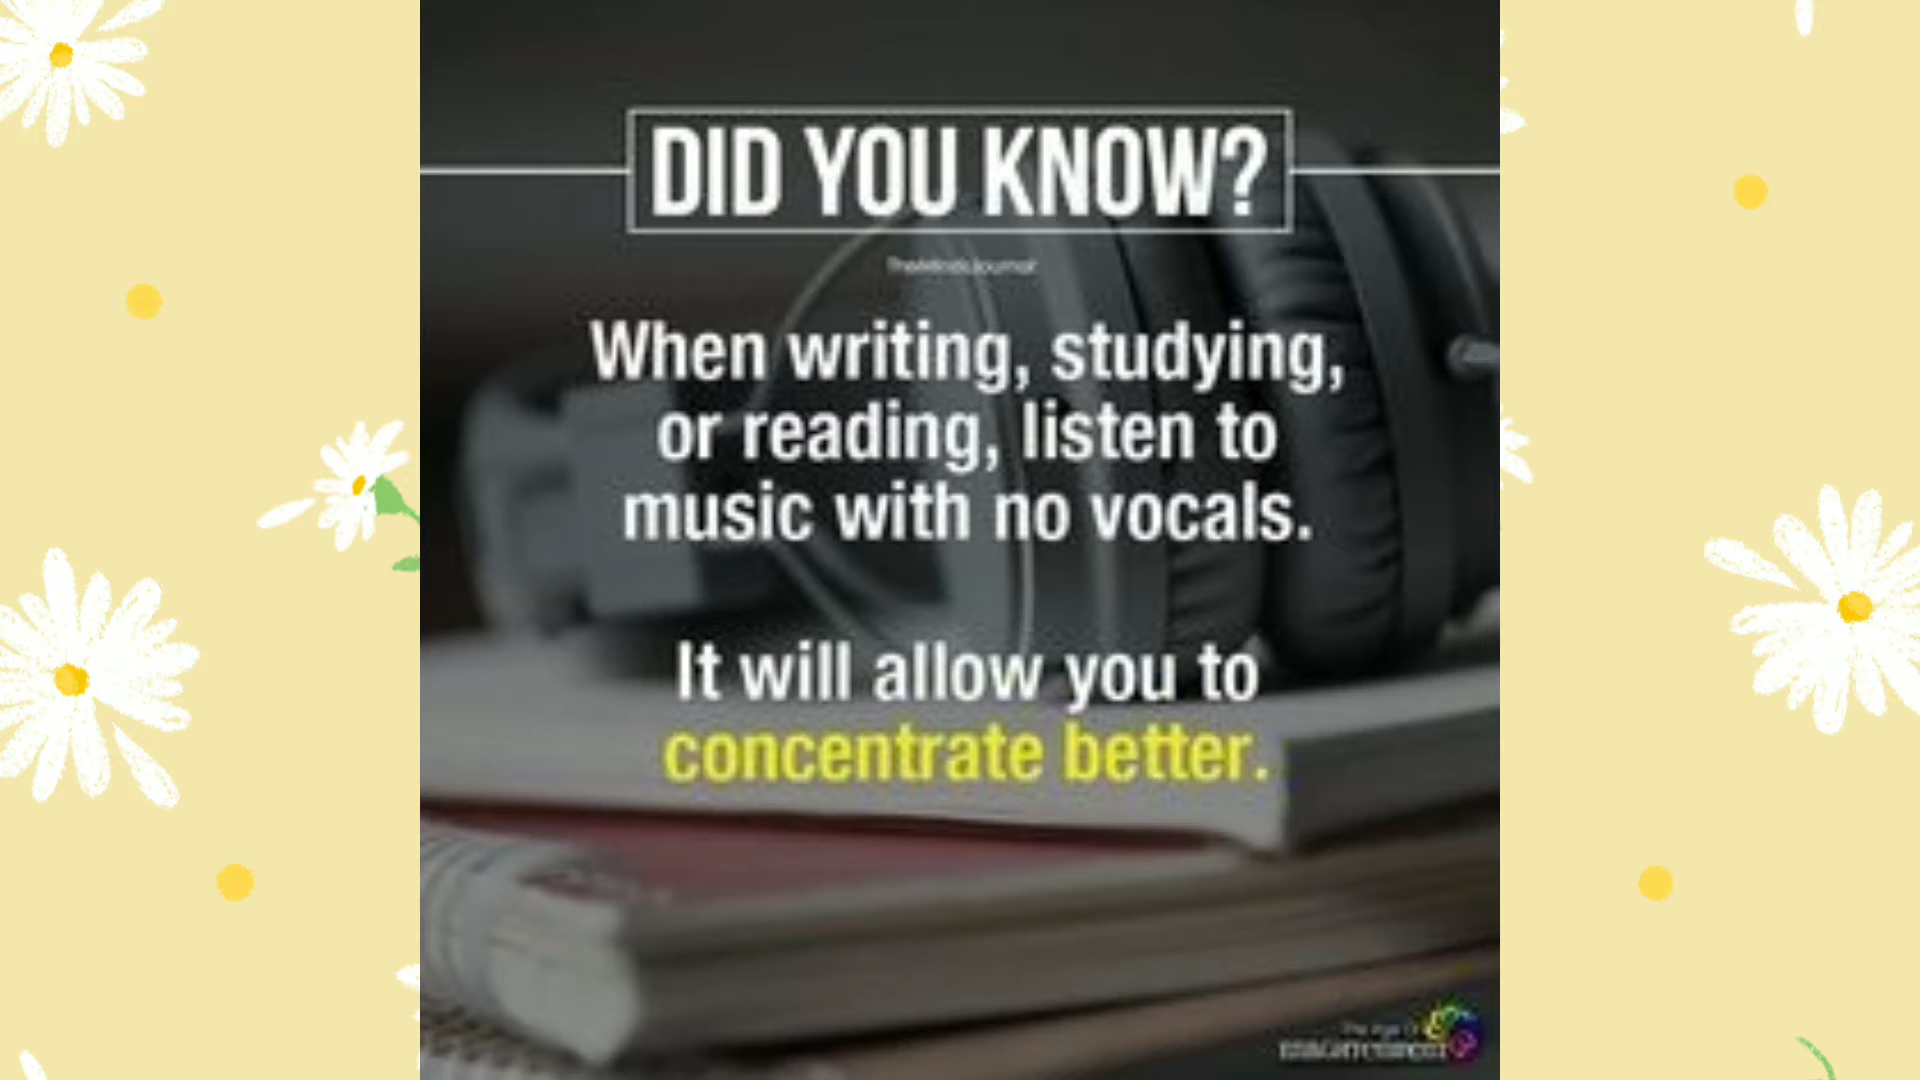 DID YOU KNOW?
TheMindsJournal
When writing, studying,
or reading, listen to
music with no vocals.
It will allow you to
concentrate better.